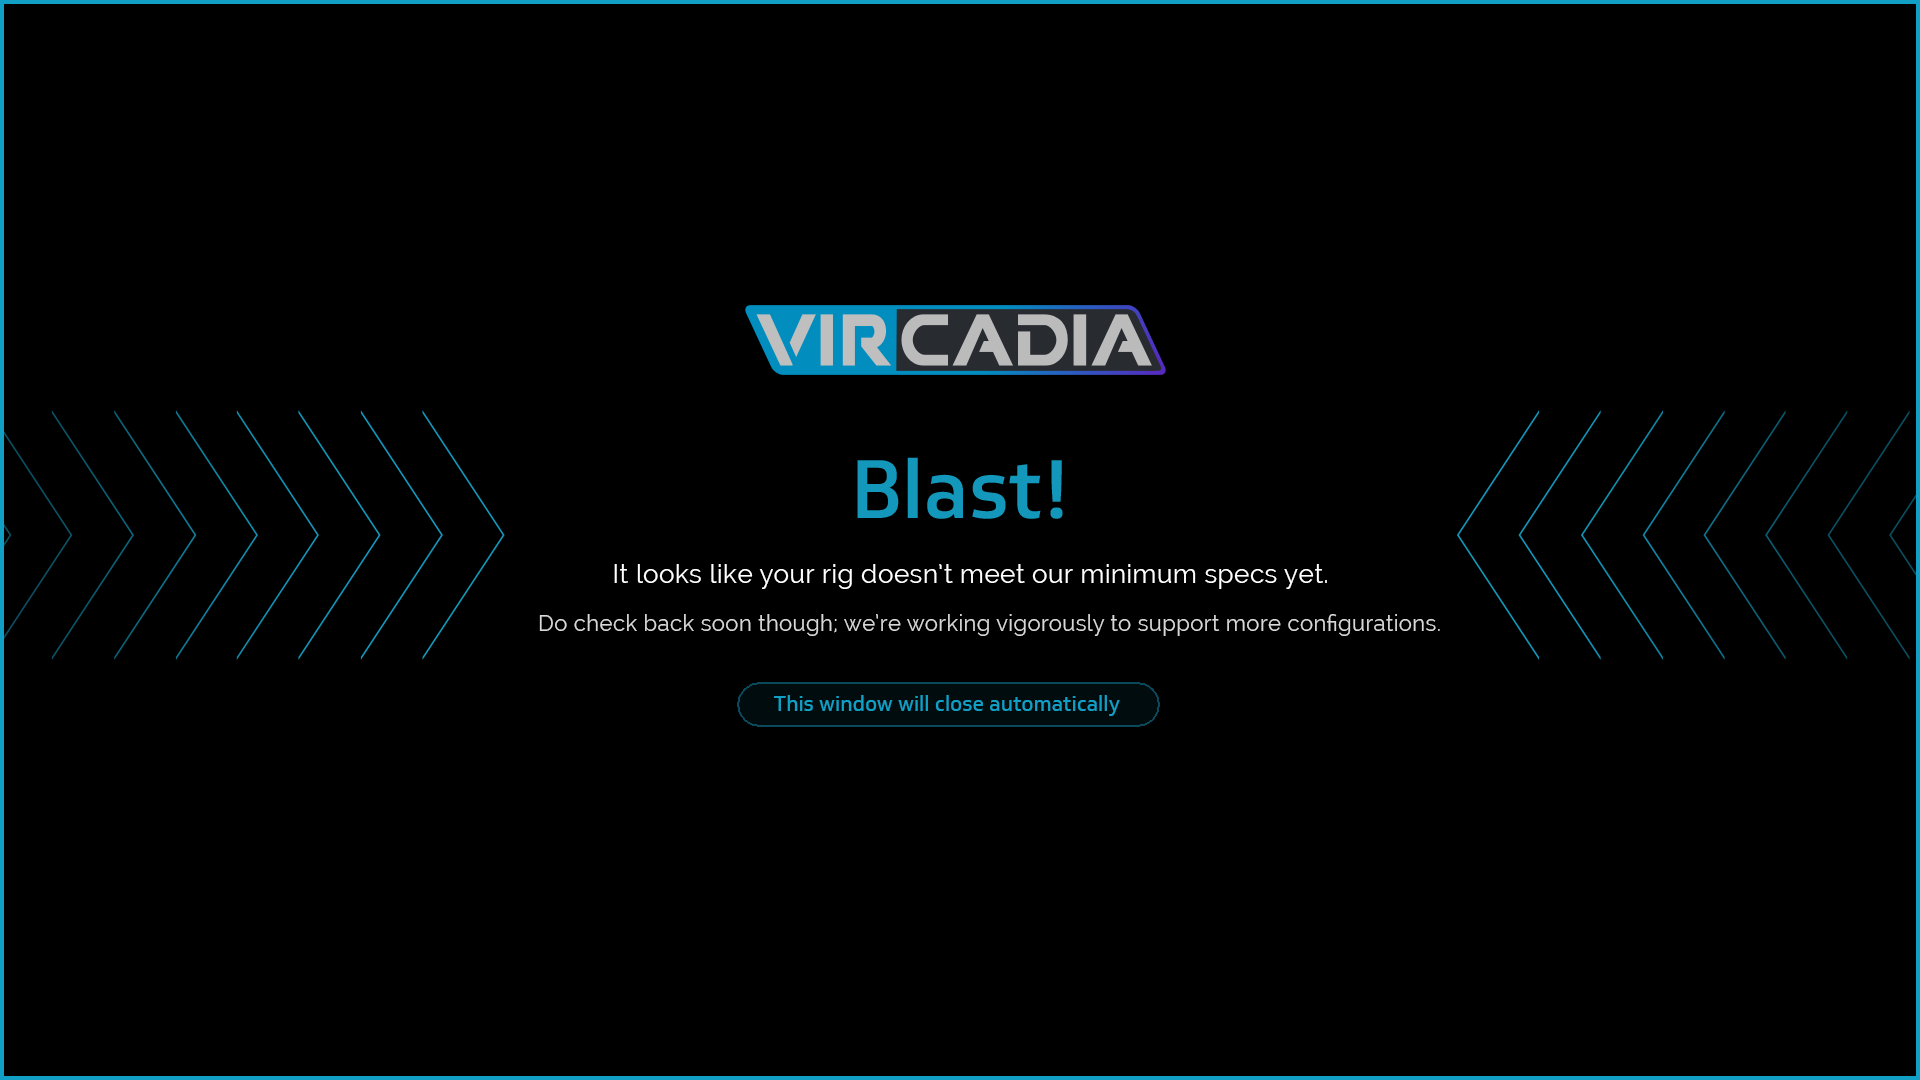 VIRCADIA
Blast!
It looks like your rig doesn't meet our minimum specs yet.
Do check back soon though; we're working vigorously to support more configurations.
This window will close automatically